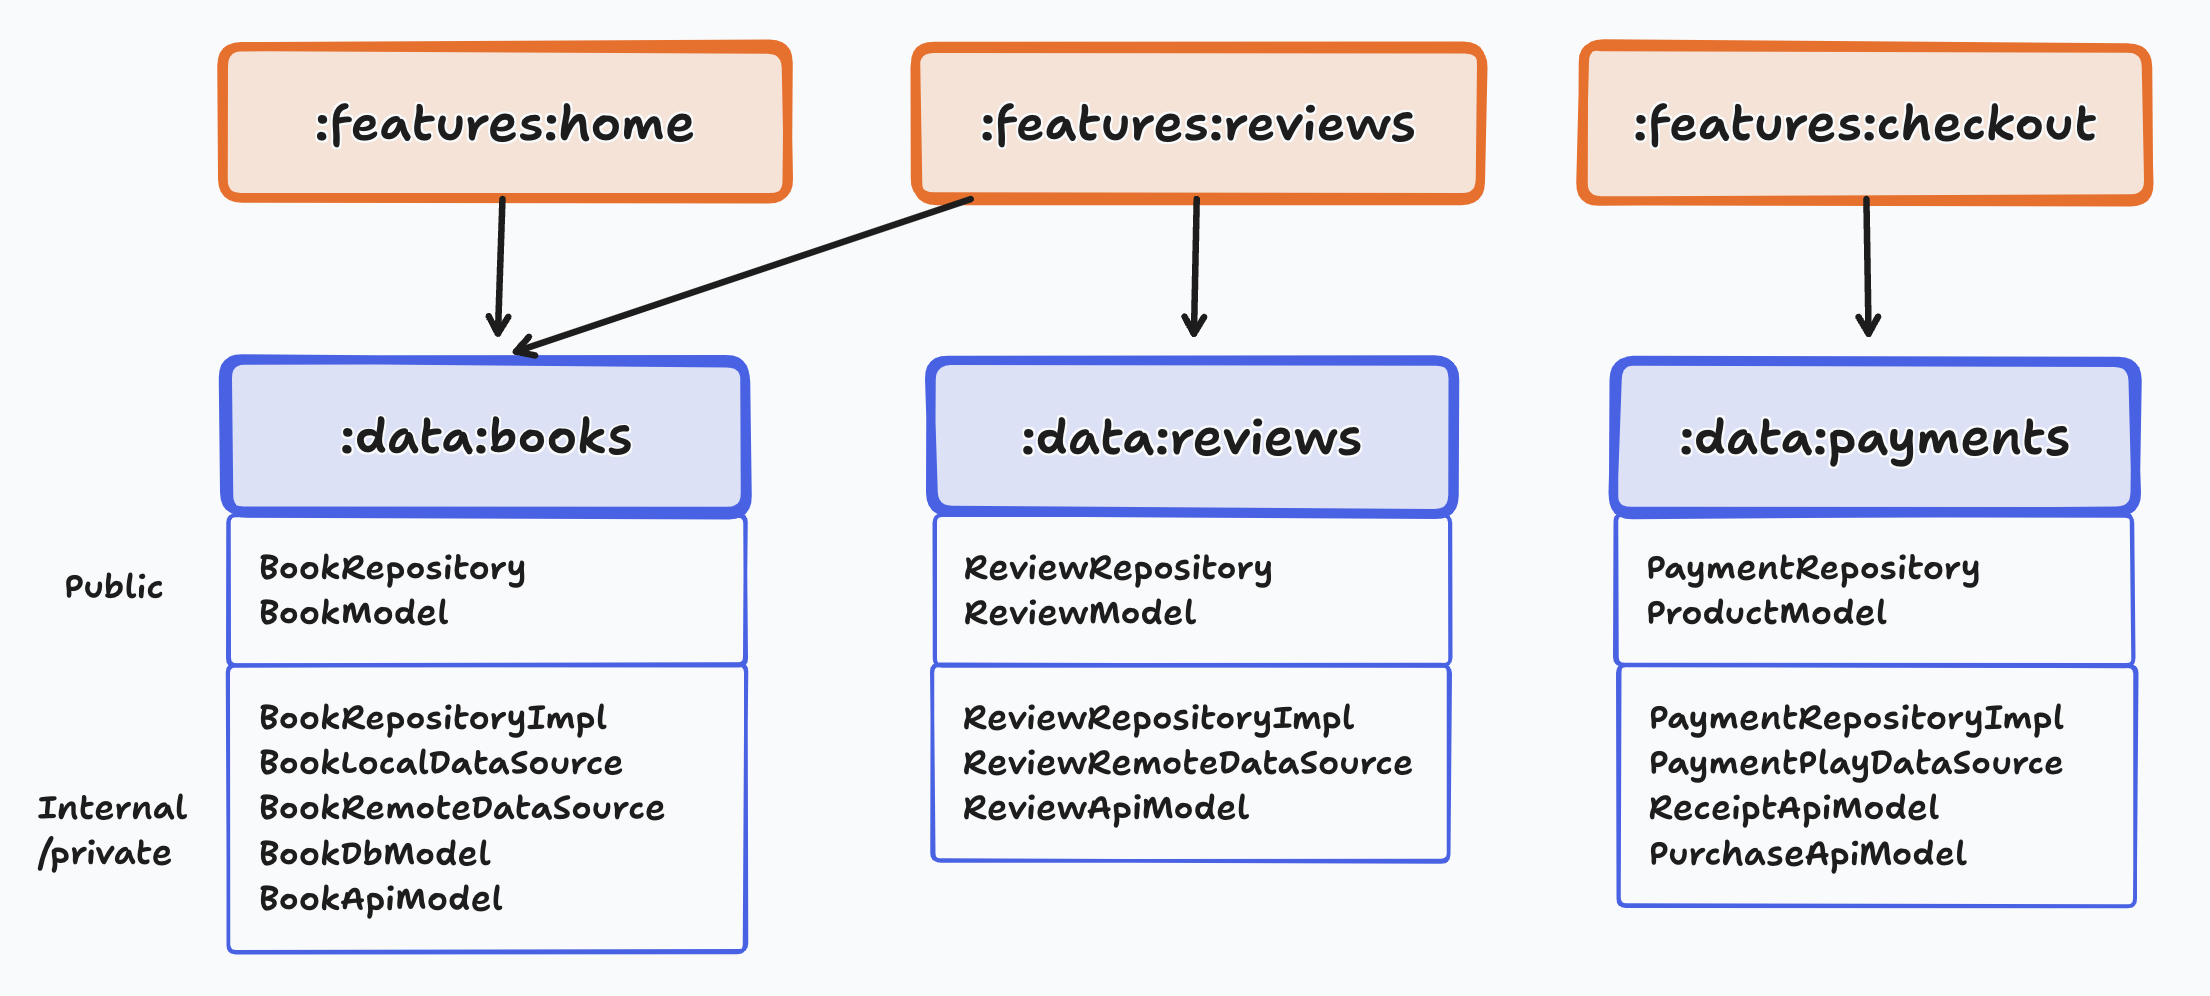 :features:home
:features:reviews
:features:checkout
:data:books
:data:reviews
:data:payments
Public
BookRepository
BookModel
ReviewRepository
ReviewModel
PaymentRepository
ProductModel
Internal
/private
BookRepositoryImpl
BookLocalDataSource
BookRemoteDataSource
BookDbModel
BookApiModel
ReviewRepositoryImpl
ReviewRemoteDataSource
ReviewApiModel
PaymentRepositoryImpl
PaymentPlayDataSource
ReceiptApiModel
PurchaseApiModel